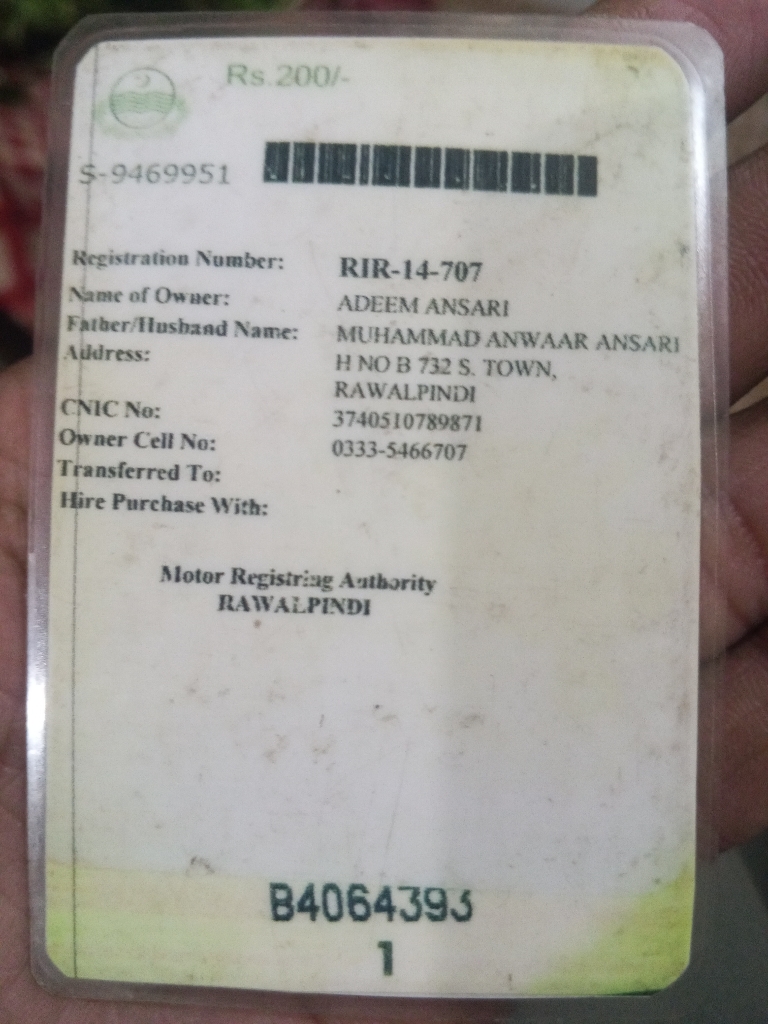 Rs.200/-
S-9469951
Registration Number: RIR-14-707
Name of Owner: ADEEM ANSARI
Father/Husband Name: MUHAMMAD ANWAAR ANSARI
Address: H NO B 732 S. TOWN,
RAWALPINDI
CNIC No: 3740510789871
Owner Cell No: 0333-5466707
Transferred To:
Hire Purchase With:
Motor Registring Authority
RAWALPINDI
B4064393
1